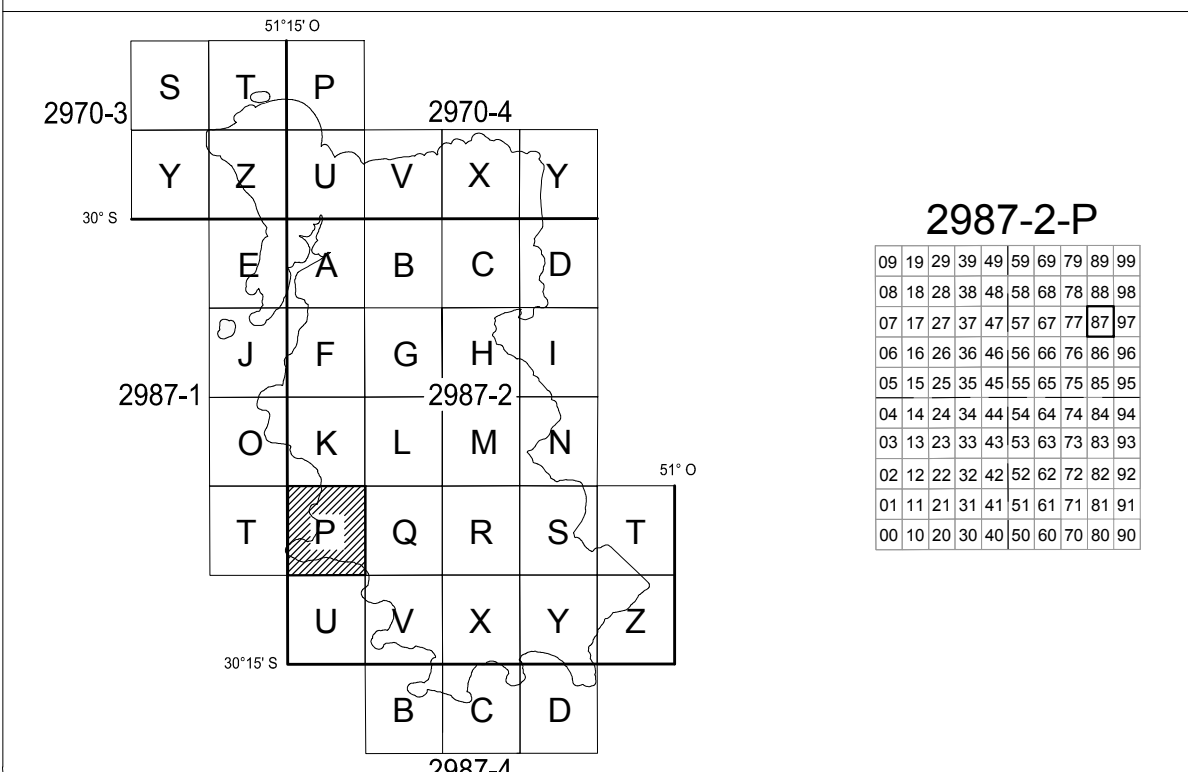 51°15' O
S T P
2970-3
2970-4
Y Z U V X Y
30° S
E A B C D
J F G H I
2987-1
2987-2
O K L M N
51° O
T P Q R S T
U V X Y Z
30°15' S
B C D
2987-4
2987-2-P
09 19 29 39 49 59 69 79 89 99
08 18 28 38 48 58 68 78 88 98
07 17 27 37 47 57 67 77 87 97
06 16 26 36 46 56 66 76 86 96
05 15 25 35 45 55 65 75 85 95
04 14 24 34 44 54 64 74 84 94
03 13 23 33 43 53 63 73 83 93
02 12 22 32 42 52 62 72 82 92
01 11 21 31 41 51 61 71 81 91
00 10 20 30 40 50 60 70 80 90